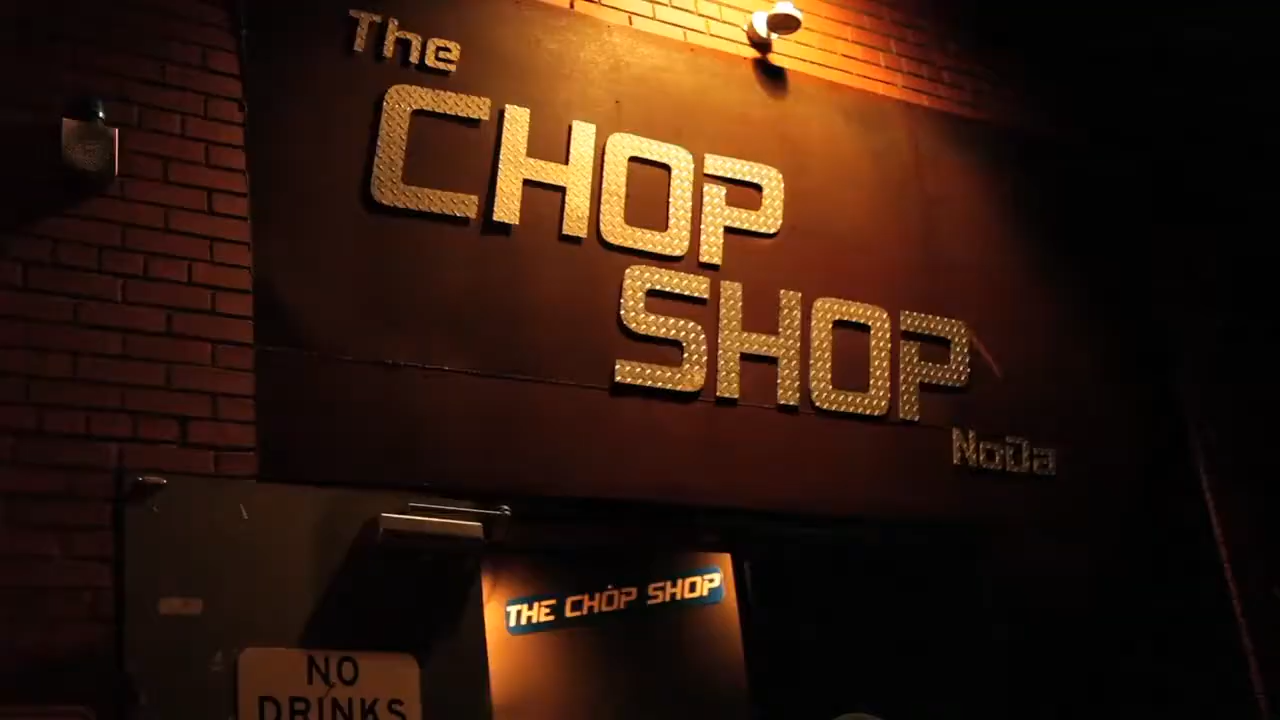 The
CHOP
SHOP
NoDa
THE CHOP SHOP
NO
DRINKS